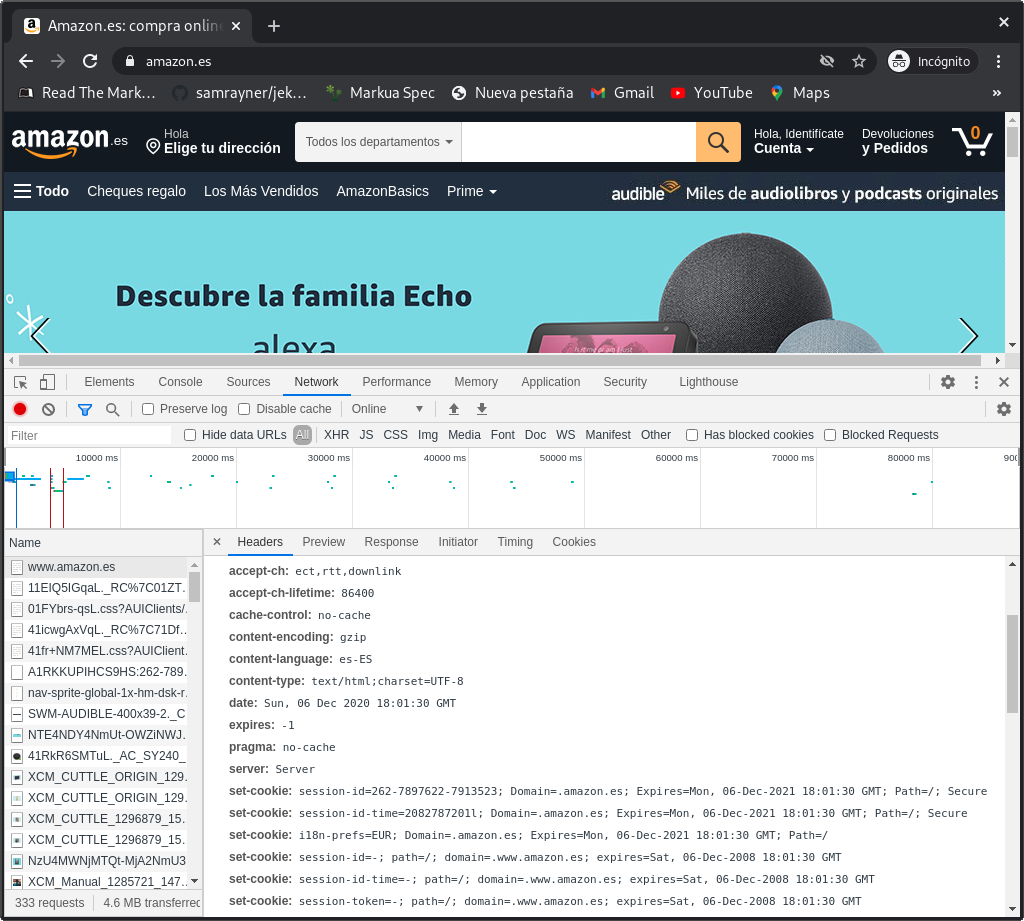 Amazon.es: compra onlin
amazon.es
Incógnito
Read The Mark…
samrayner/jek…
Markua Spec
Nueva pestaña
Gmail
YouTube
Maps
»
amazon.es
Hola
Elige tu dirección
Todos los departamentos
Hola, Identifícate
Cuenta
Devoluciones
y Pedidos
0
Todo
Cheques regalo
Los Más Vendidos
AmazonBasics
Prime
audible Miles de audiolibros y podcasts originales
Descubre la familia Echo
alexa
Elements
Console
Sources
Network
Performance
Memory
Application
Security
Lighthouse
Preserve log
Disable cache
Online
Filter
Hide data URLs
All
XHR
JS
CSS
Img
Media
Font
Doc
WS
Manifest
Other
Has blocked cookies
Blocked Requests
10000 ms
20000 ms
30000 ms
40000 ms
50000 ms
60000 ms
70000 ms
80000 ms
900
Name
Headers
Preview
Response
Initiator
Timing
Cookies
www.amazon.es
11EIQ5IGqaL._RC%7C01ZT…
01FYbrs-qsL.css?AUIClients/…
41icwgAxVqL._RC%7C71Df…
41fr+NM7MEL.css?AUIClient…
A1RKKUPIHCS9HS:262-789…
nav-sprite-global-1x-hm-dsk-r…
SWM-AUDIBLE-400x39-2._C
NTE4NDY4NmUt-OWZiNWJ…
41RkR6SMTuL._AC_SY240_
XCM_CUTTLE_ORIGIN_129…
XCM_CUTTLE_ORIGIN_129…
XCM_CUTTLE_1296879_15…
XCM_CUTTLE_1296879_15…
NzU4MWNjMTQt-MjA2NmU3
XCM_Manual_1285721_147…
333 requests
4.6 MB transferrec
accept-ch: ect,rtt,downlink
accept-ch-lifetime: 86400
cache-control: no-cache
content-encoding: gzip
content-language: es-ES
content-type: text/html;charset=UTF-8
date: Sun, 06 Dec 2020 18:01:30 GMT
expires: -1
pragma: no-cache
server: Server
set-cookie: session-id=262-7897622-7913523; Domain=.amazon.es; Expires=Mon, 06-Dec-2021 18:01:30 GMT; Path=/; Secure
set-cookie: session-id-time=2082787201l; Domain=.amazon.es; Expires=Mon, 06-Dec-2021 18:01:30 GMT; Path=/; Secure
set-cookie: i18n-prefs=EUR; Domain=.amazon.es; Expires=Mon, 06-Dec-2021 18:01:30 GMT; Path=/
set-cookie: session-id=-; path=/; domain=.www.amazon.es; expires=Sat, 06-Dec-2008 18:01:30 GMT
set-cookie: session-id-time=-; path=/; domain=.www.amazon.es; expires=Sat, 06-Dec-2008 18:01:30 GMT
set-cookie: session-token=-; path=/; domain=.www.amazon.es; expires=Sat, 06-Dec-2008 18:01:30 GMT